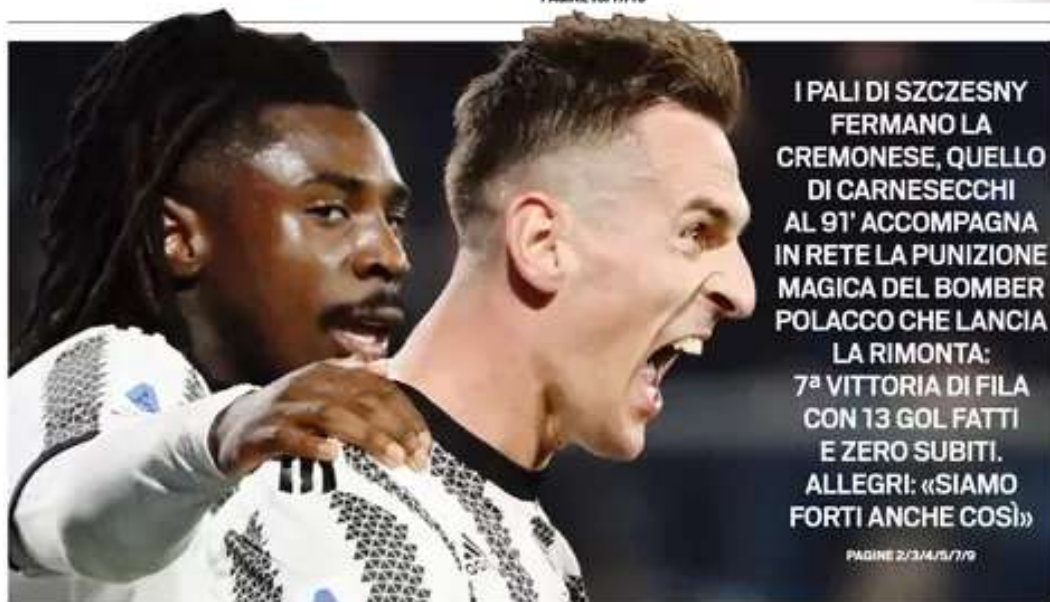 I PALI DI SZCZESNY
FERMANO LA
CREMONESE, QUELLO
DI CARNESECCHI
AL 91' ACCOMPAGNA
IN RETE LA PUNIZIONE
MAGICA DEL BOMBER
POLACCO CHE LANCIA
LA RIMONTA:
7ª VITTORIA DI FILA
CON 13 GOL FATTI
E ZERO SUBITI.
ALLEGRI: «SIAMO
FORTI ANCHE COSÌ»
PAGINE 2/3/4/5/7/9